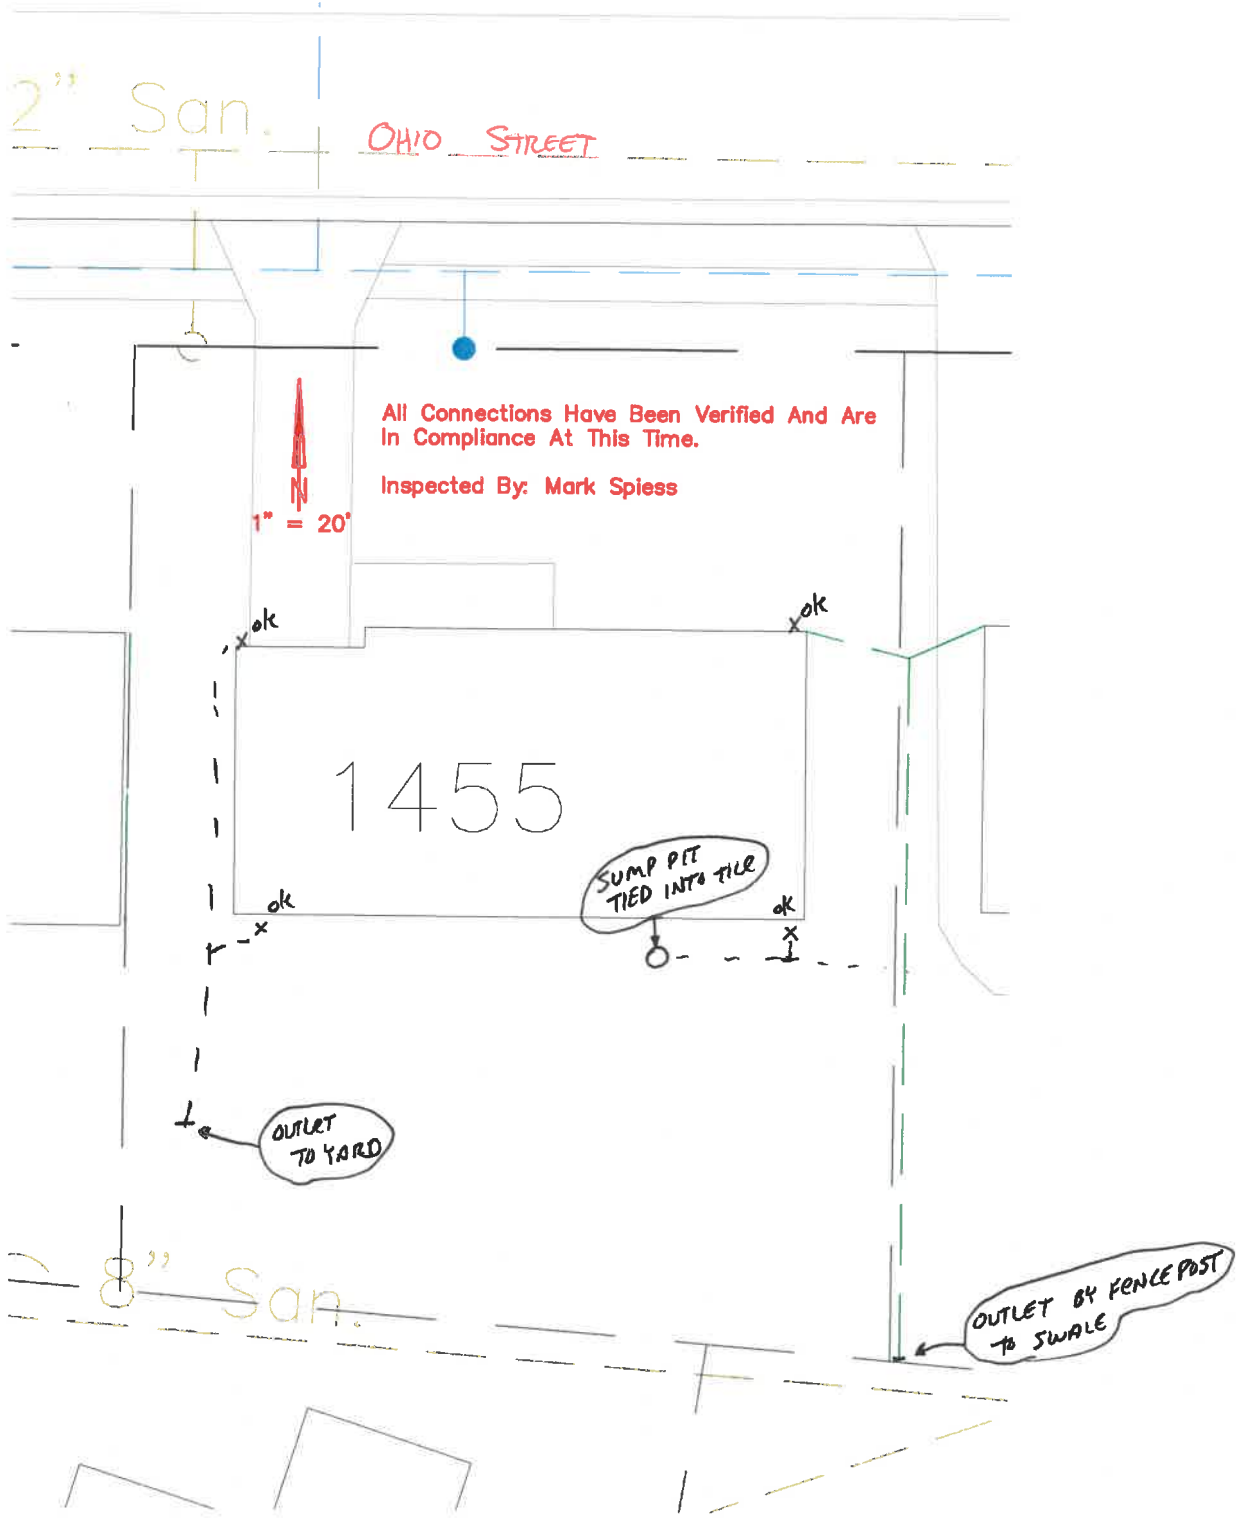 2" San.
OHIO STREET
All Connections Have Been Verified And Are
In Compliance At This Time.
Inspected By: Mark Spiess
N
1" = 20'
ok
ok
1455
SUMP PIT
TIED INTO TILE
ok
ok
OUTLET
TO YARD
8" San.
OUTLET BY FENCE POST
TO SWALE